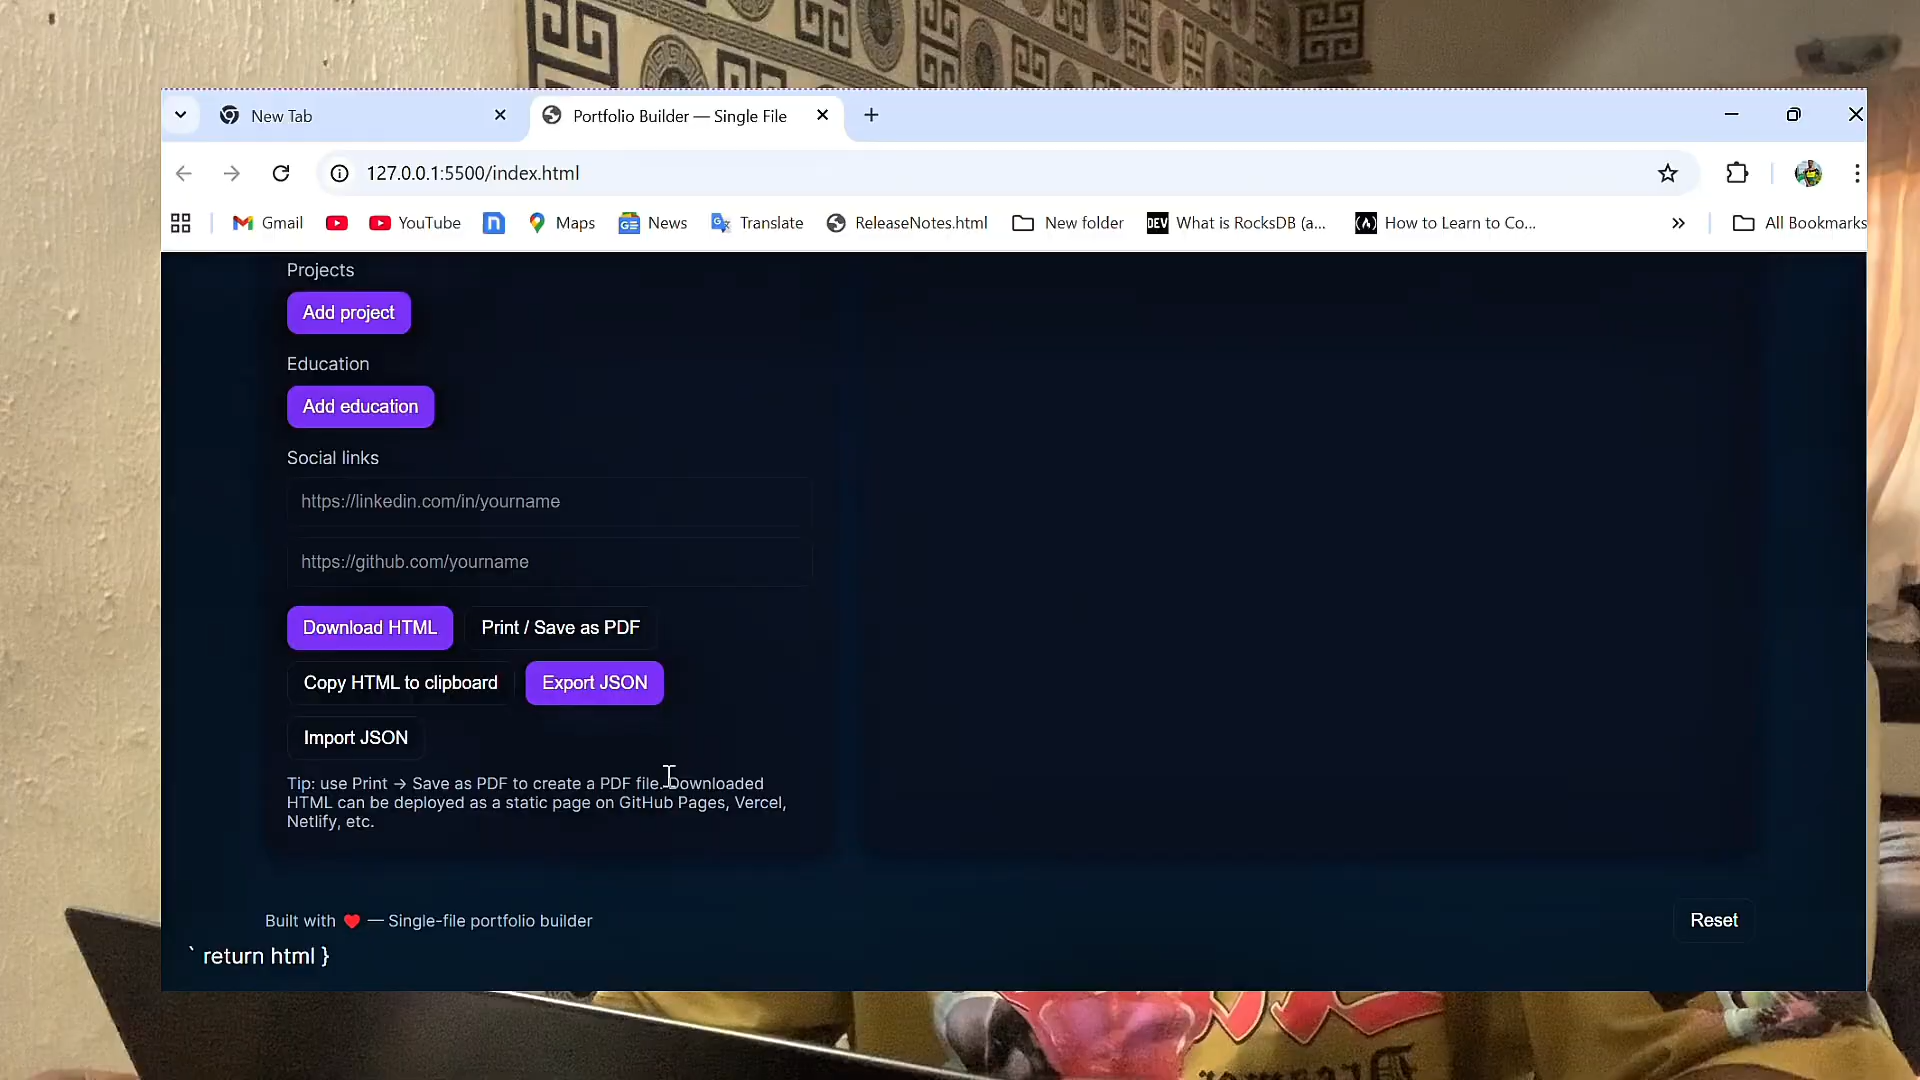 New Tab
Portfolio Builder — Single File
127.0.0.1:5500/index.html
Gmail
YouTube
Maps
News
Translate
ReleaseNotes.html
New folder
DEV
What is RocksDB (a...
How to Learn to Co...
All Bookmarks
Projects
Add project
Education
Add education
Social links
https://linkedin.com/in/yourname
https://github.com/yourname
Download HTML
Print / Save as PDF
Copy HTML to clipboard
Export JSON
Import JSON
Tip: use Print → Save as PDF to create a PDF file. Downloaded
HTML can be deployed as a static page on GitHub Pages, Vercel,
Netlify, etc.
Built with ❤️ — Single-file portfolio builder
Reset
` return html }